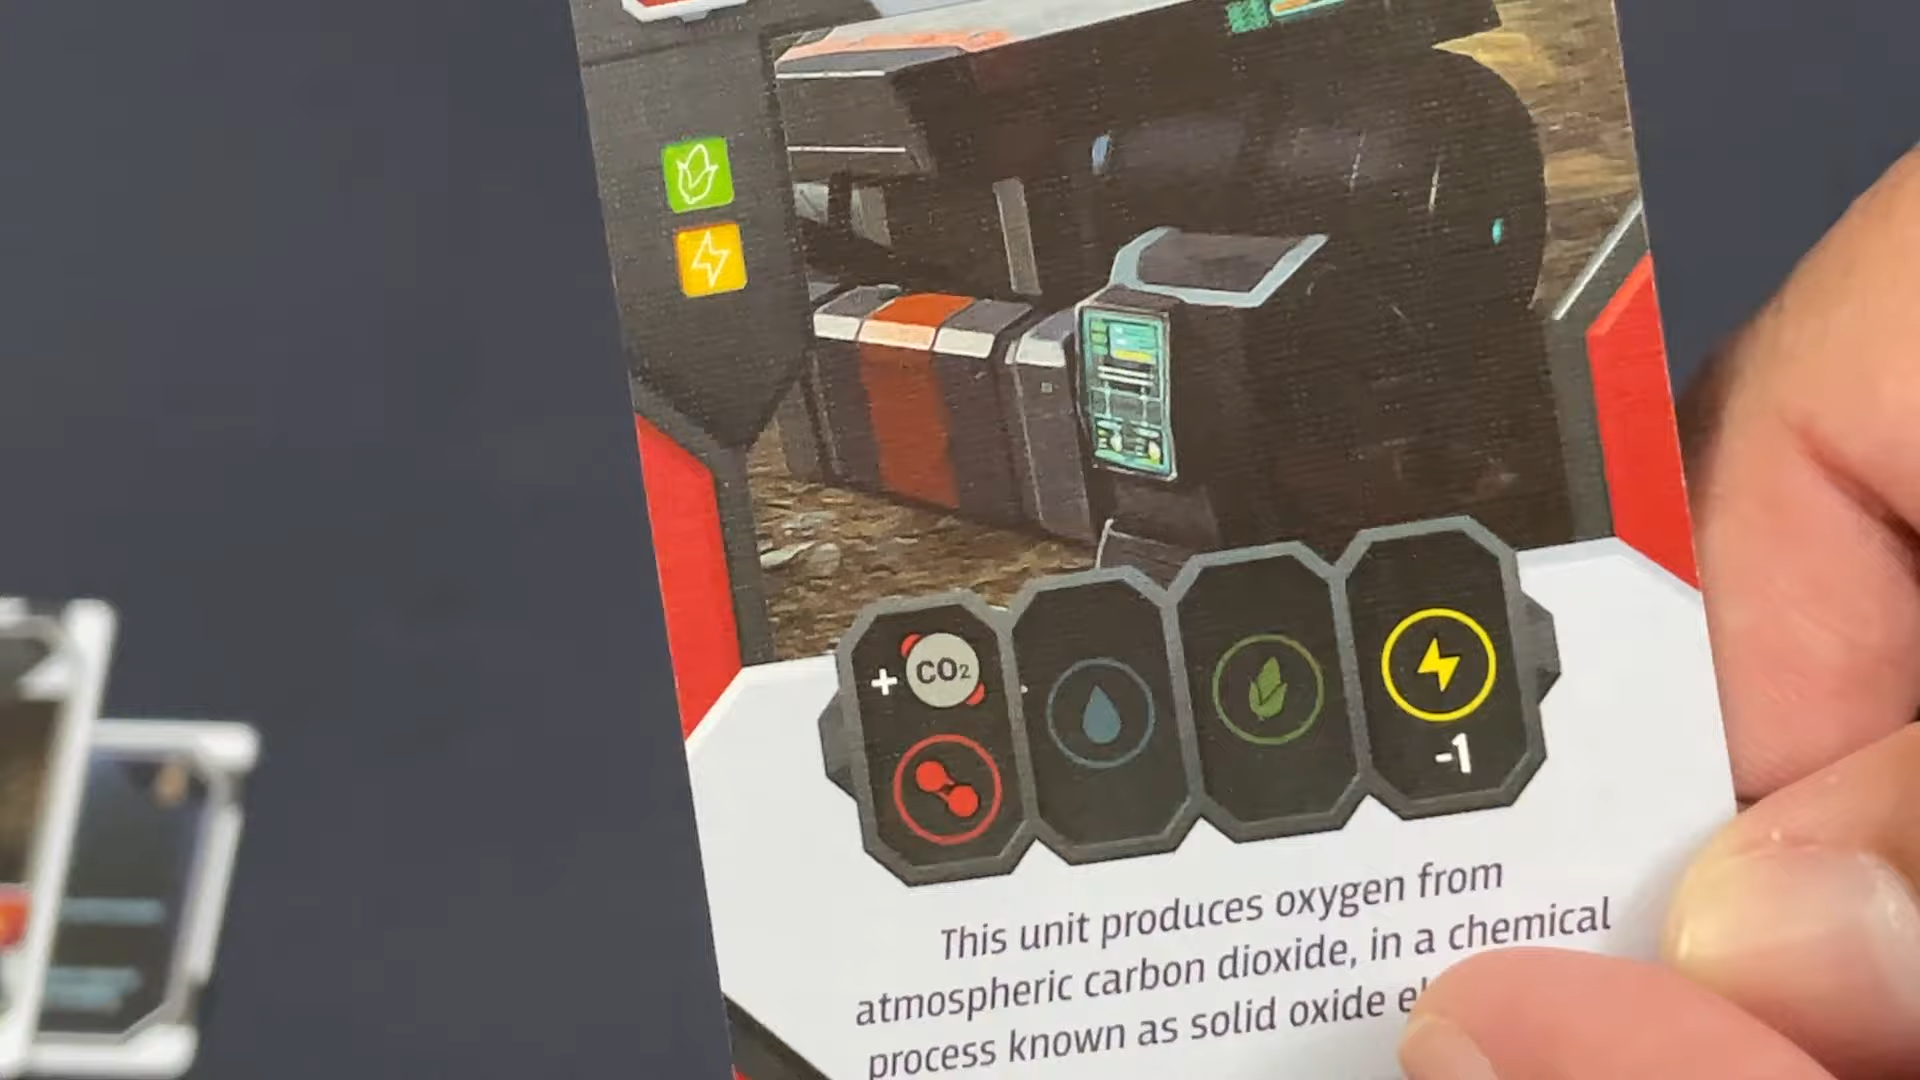 + CO2
-1
This unit produces oxygen from
atmospheric carbon dioxide, in a chemical
process known as solid oxide